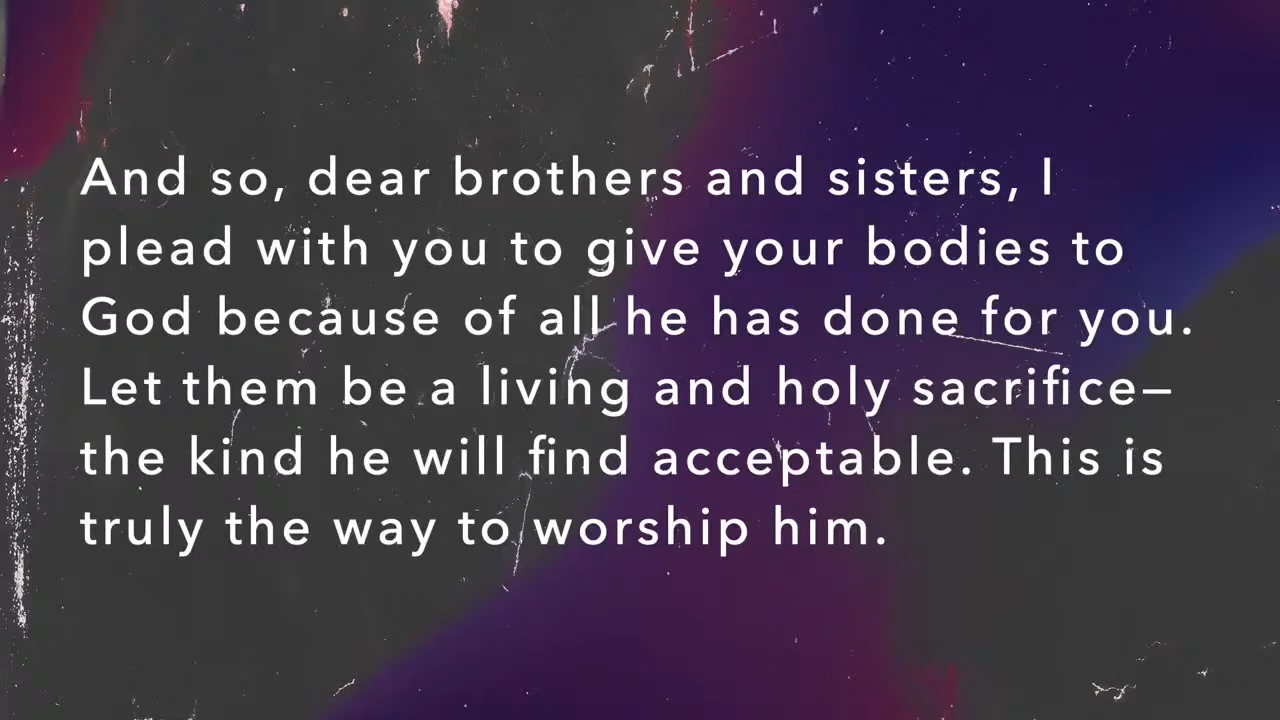 And so, dear brothers and sisters, I
plead with you to give your bodies to
God because of all he has done for you.
Let them be a living and holy sacrifice—
the kind he will find acceptable. This is
truly the way to worship him.